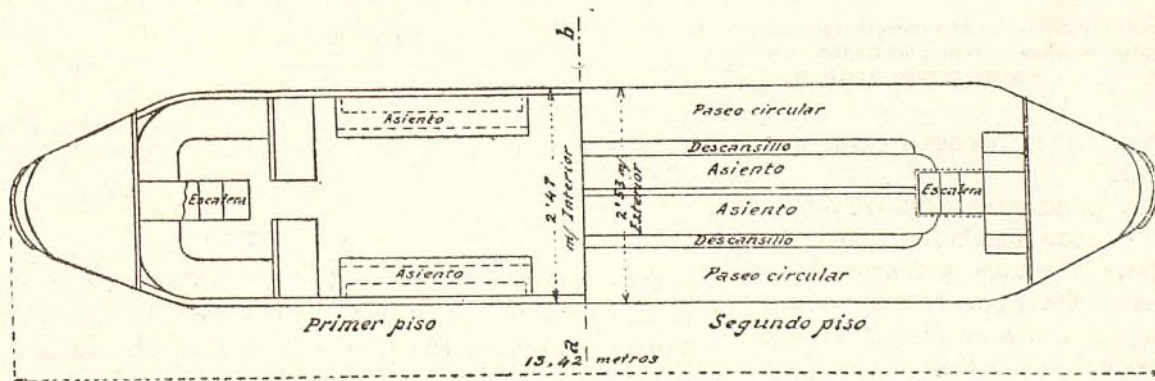 b
Paseo circular
Asiento
Descansillo
Asiento
Escalera
2'47
m/ Interior
2'53 m/
Exterior
Escalera
Asiento
Descansillo
Asiento
Paseo circular
Primer piso
Segundo piso
a
13,42 metros